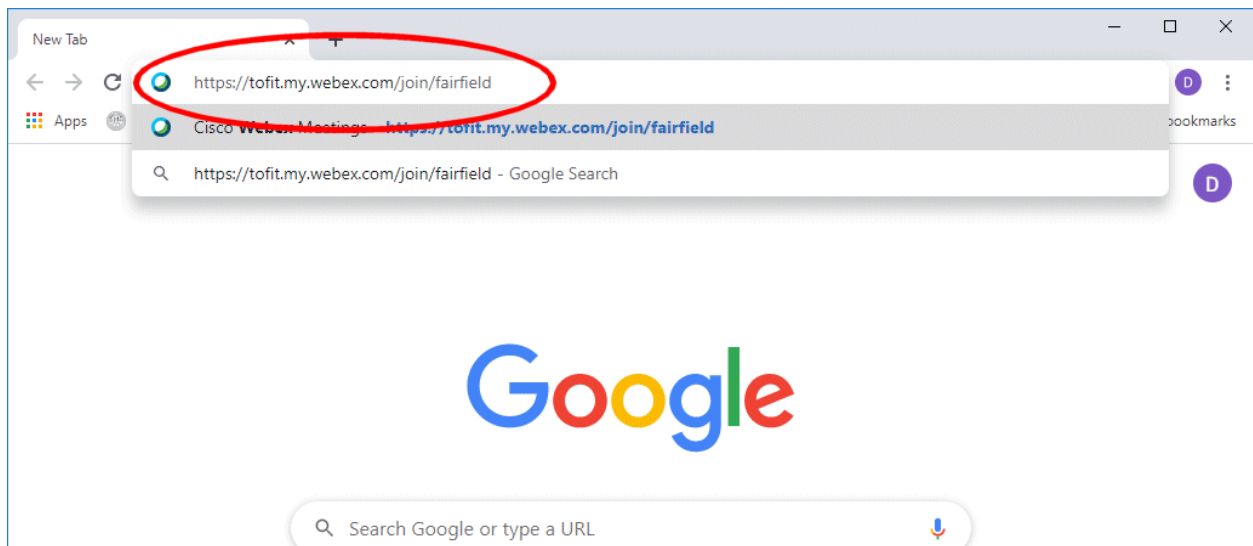 New Tab
https://tofit.my.webex.com/join/fairfield
D
Apps
Cisco Webex Meetings - https://tofit.my.webex.com/join/fairfield
ookmarks
https://tofit.my.webex.com/join/fairfield - Google Search
D
Google
Search Google or type a URL